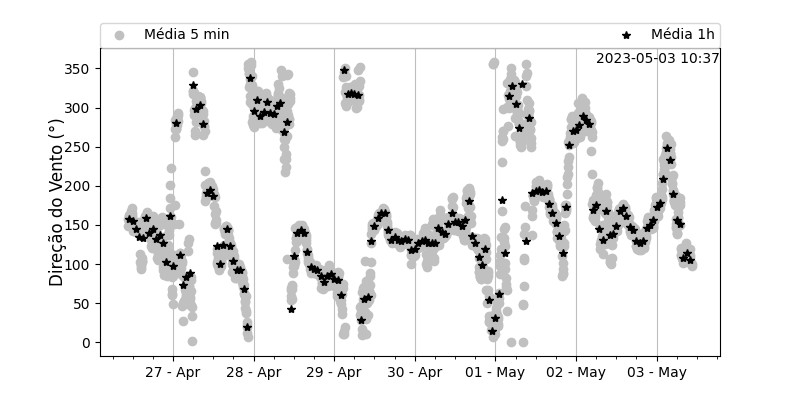 Média 5 min
Média 1h
2023-05-03 10:37
Direção do Vento (°)
350
300
250
200
150
100
50
0
27 - Apr
28 - Apr
29 - Apr
30 - Apr
01 - May
02 - May
03 - May